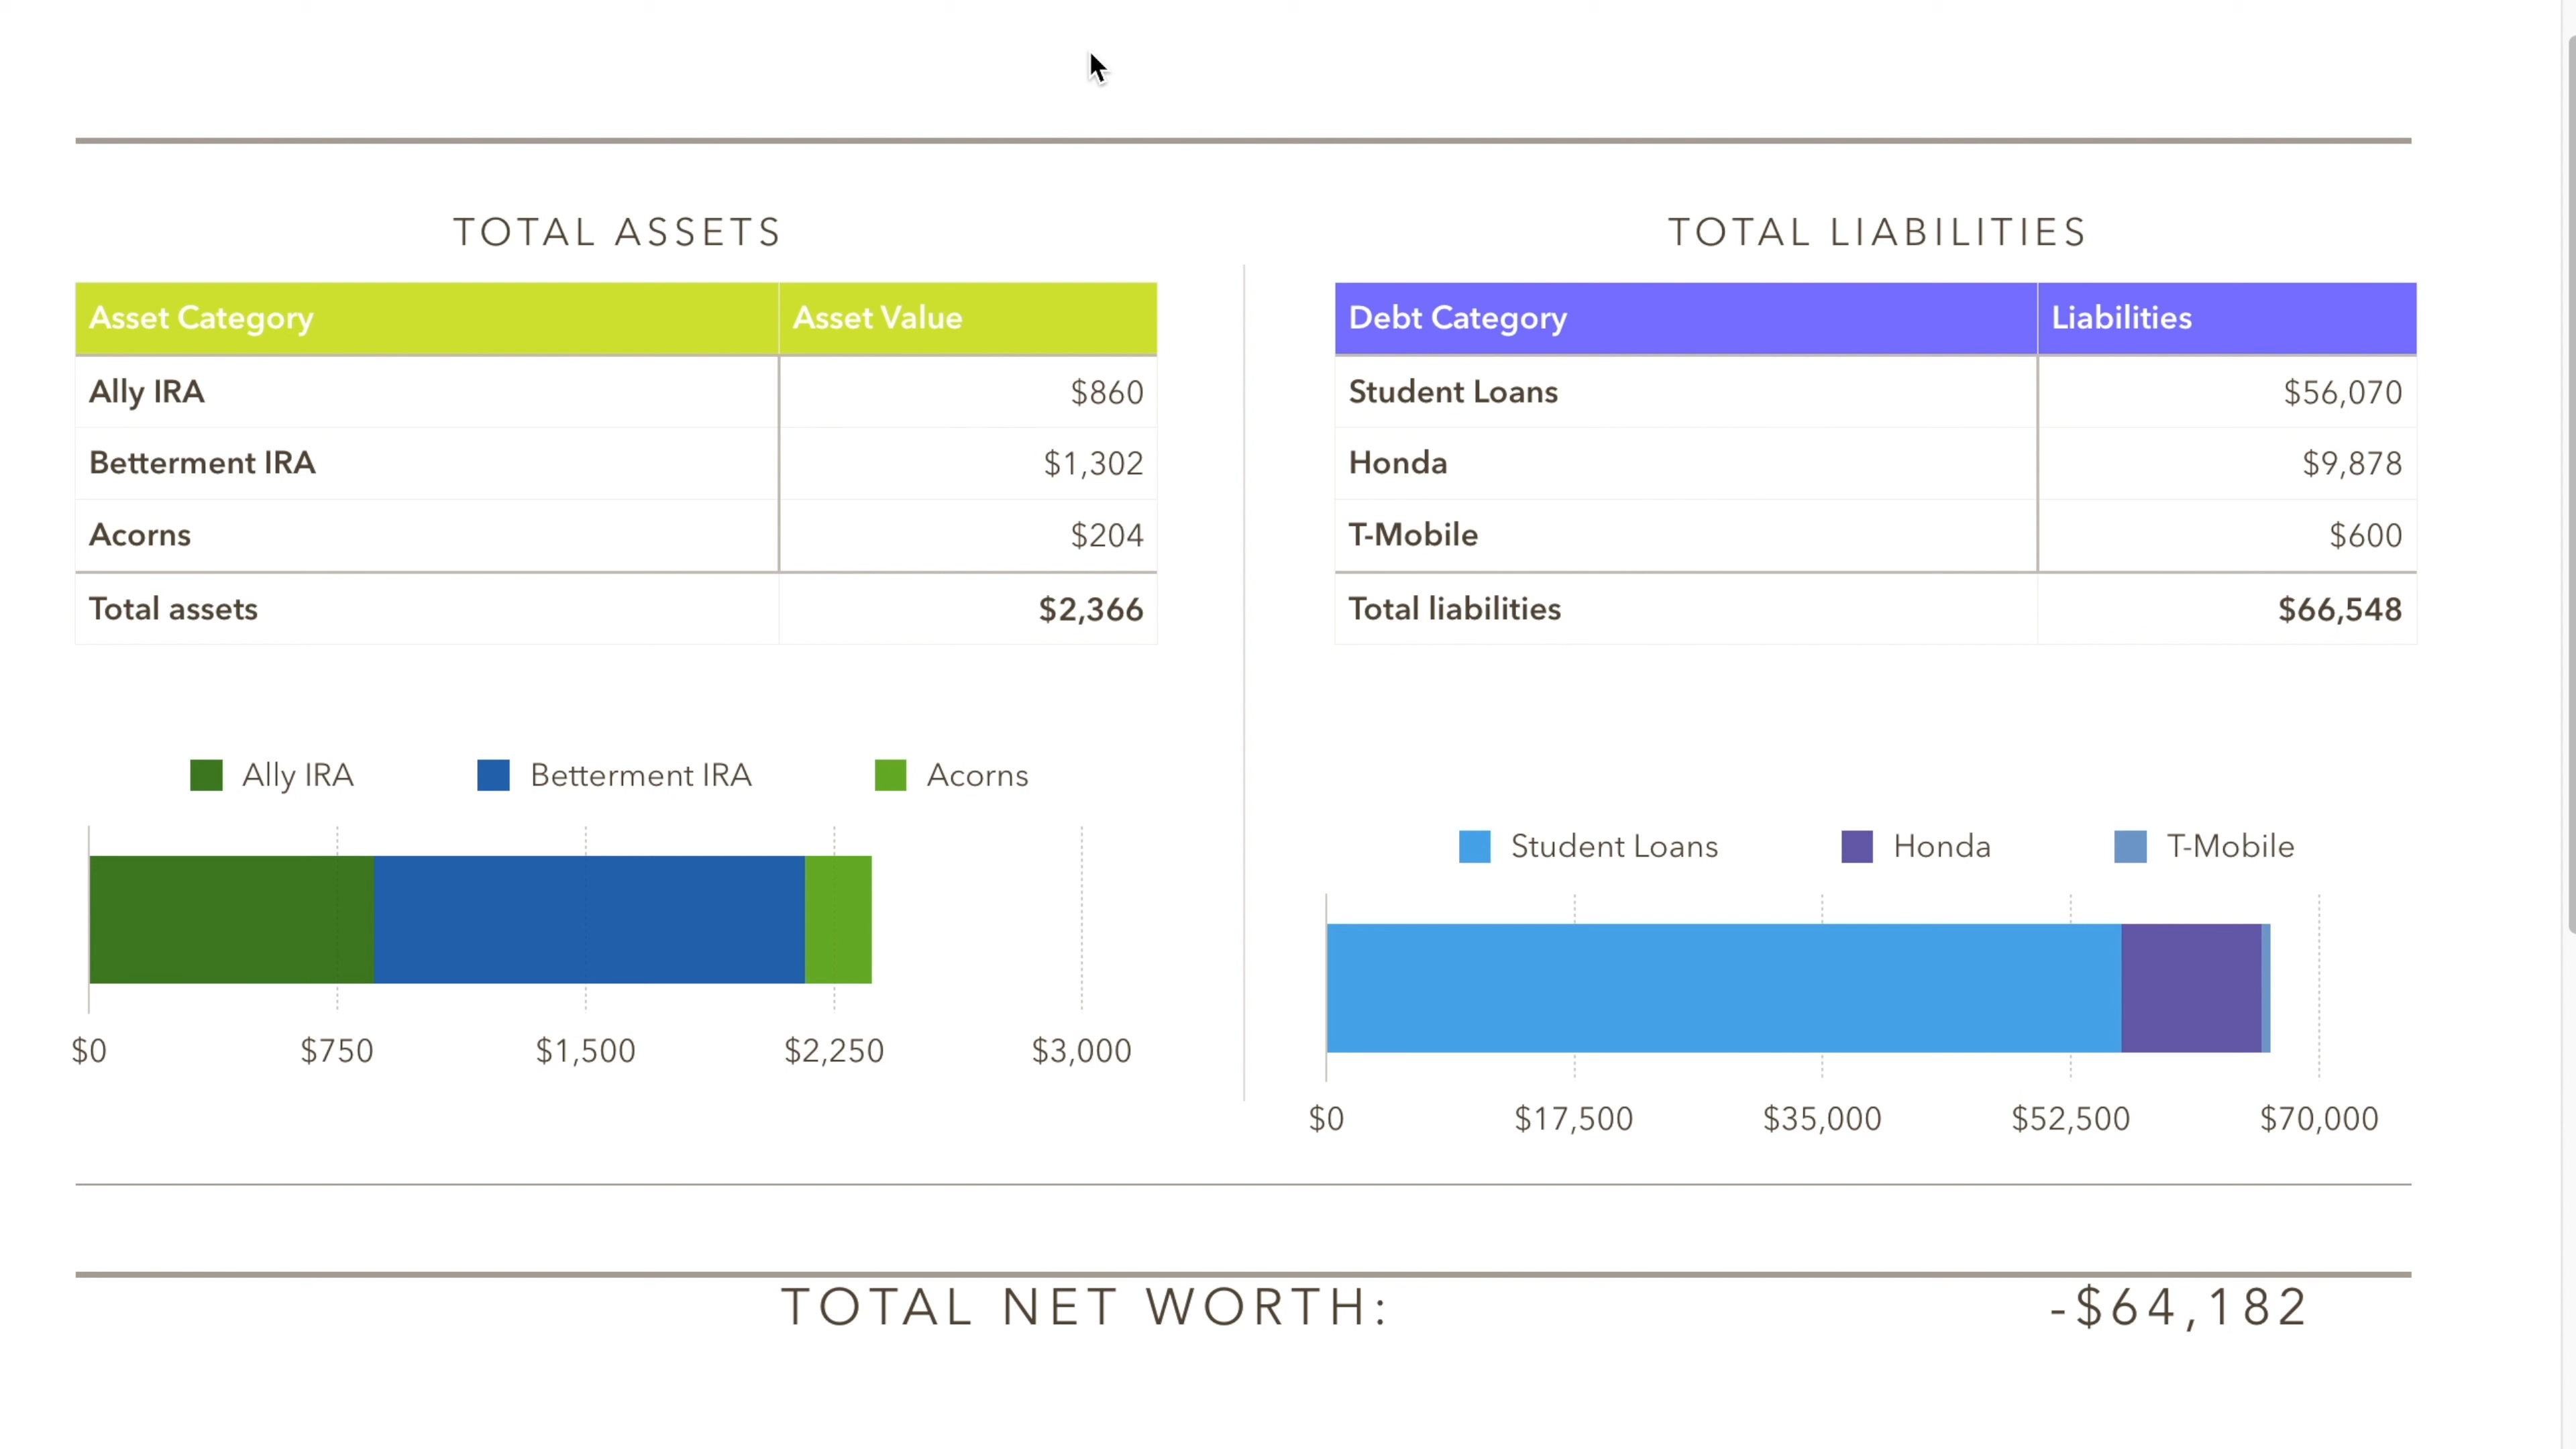 TOTAL ASSETS
Asset Category Asset Value
Ally IRA $860
Betterment IRA $1,302
Acorns $204
Total assets $2,366
Ally IRA Betterment IRA Acorns
$0 $750 $1,500 $2,250 $3,000
TOTAL LIABILITIES
Debt Category Liabilities
Student Loans $56,070
Honda $9,878
T-Mobile $600
Total liabilities $66,548
Student Loans Honda T-Mobile
$0 $17,500 $35,000 $52,500 $70,000
TOTAL NET WORTH: -$64,182